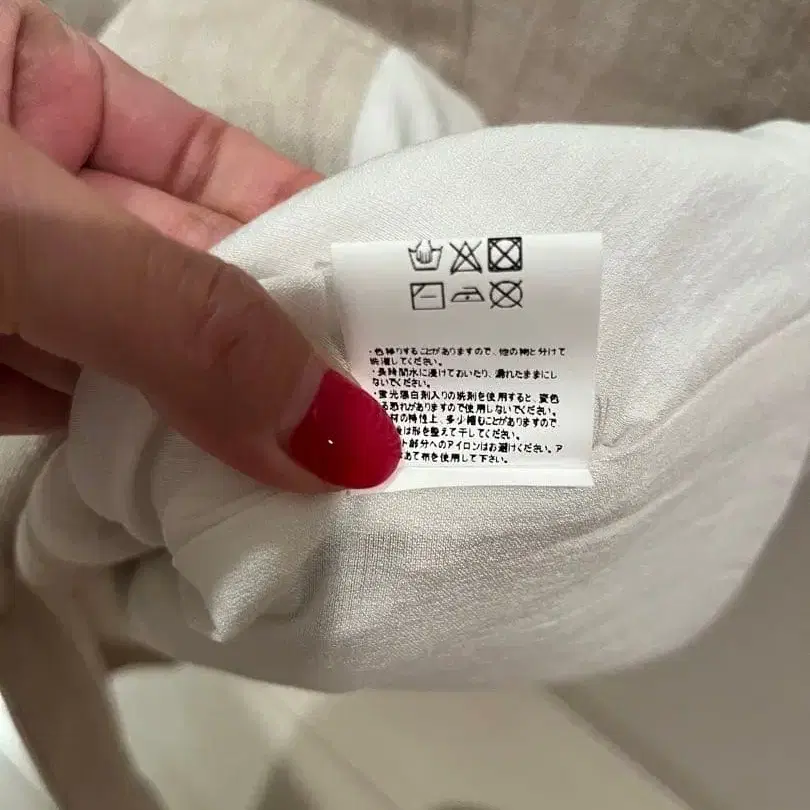 ・色移りすることがありますので、他の物と分けて
洗濯してください。
・長時間水に浸けておいたり、濡れたままにし
ないでください。
蛍光増白剤入りの洗剤を使用すると、変色
る恐れがありますので使用しないでください。
材の特性上、多少縮むことがありますので
後は形を整えて干してください。
ト部分へのアイロンはお避けください。ア
あて布を使用して下さい。